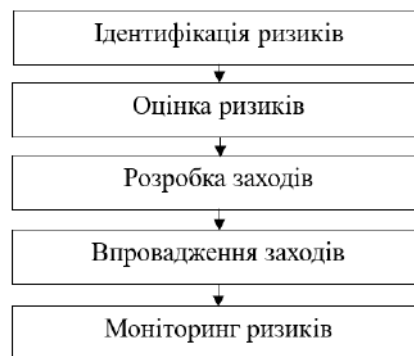 Ідентифікація ризиків
Оцінка ризиків
Розробка заходів
Впровадження заходів
Моніторинг ризиків